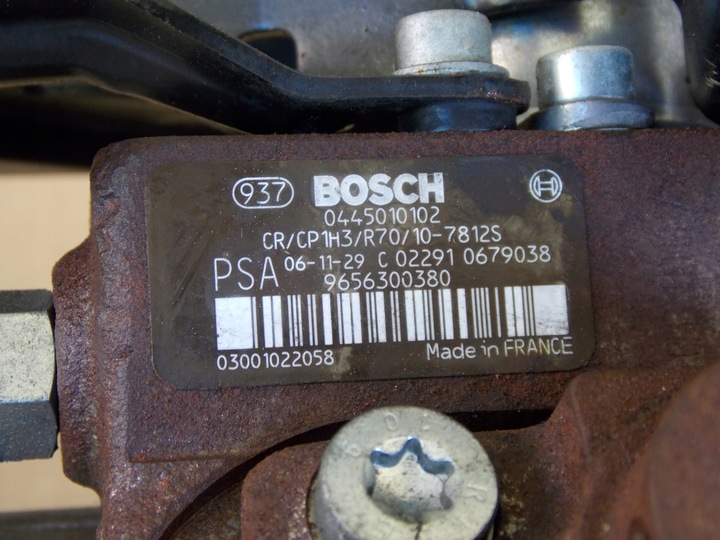 937 BOSCH
0445010102
CR/CP1H3/R70/10-7812S
PSA 06-11-29 C 02291 0679038
9656300380
03001022058 Made in FRANCE